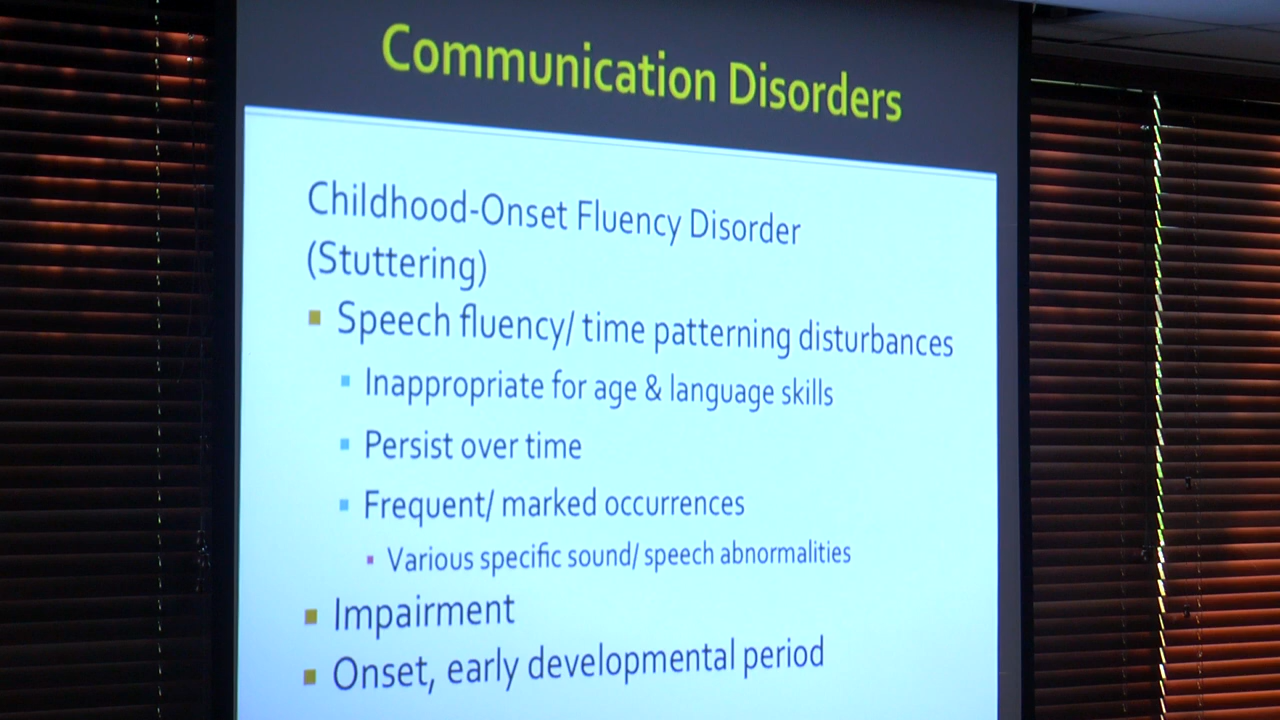 Communication Disorders
Childhood-Onset Fluency Disorder
(Stuttering)
Speech fluency/ time patterning disturbances
Inappropriate for age & language skills
Persist over time
Frequent/ marked occurrences
Various specific sound/ speech abnormalities
Impairment
Onset, early developmental period